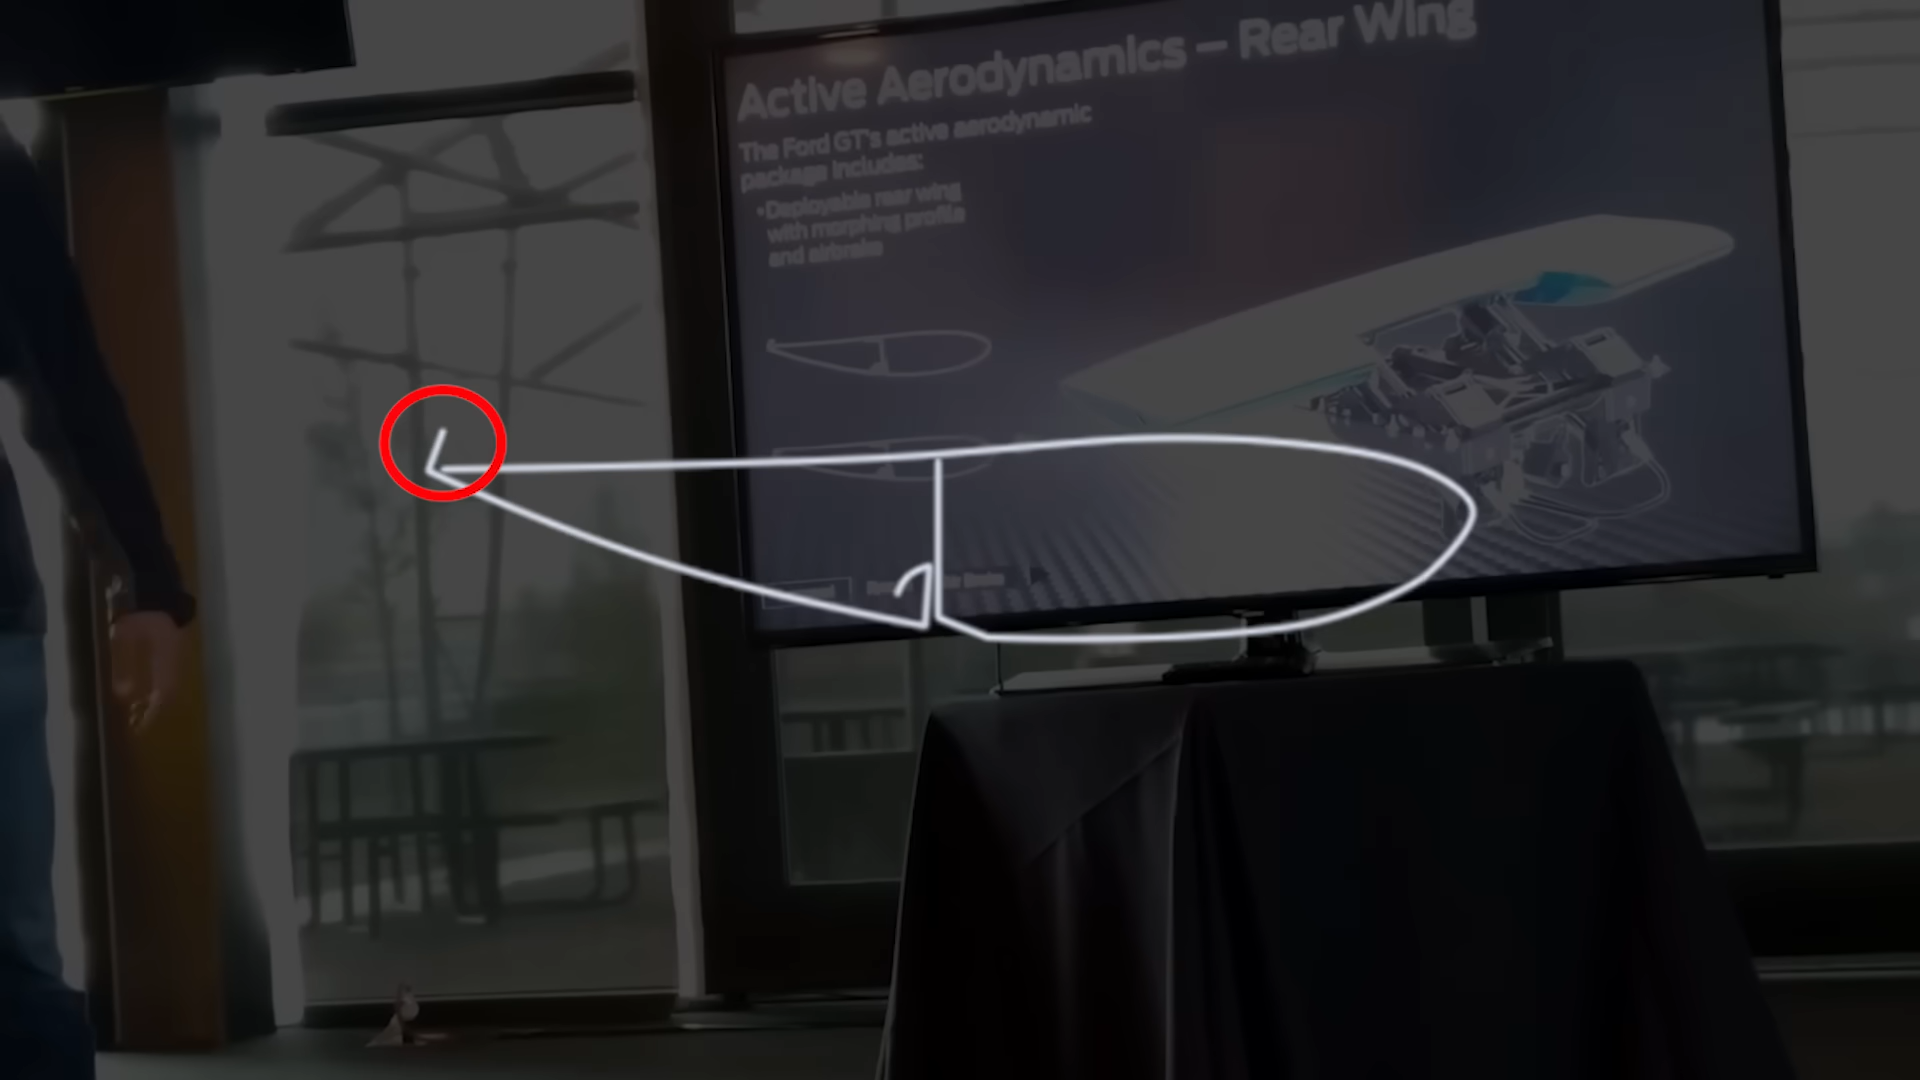 Active Aerodynamics – Rear Wing
The Ford GT's active aerodynamic
package includes:
•Deployable rear wing
with morphing profile
and airbrake